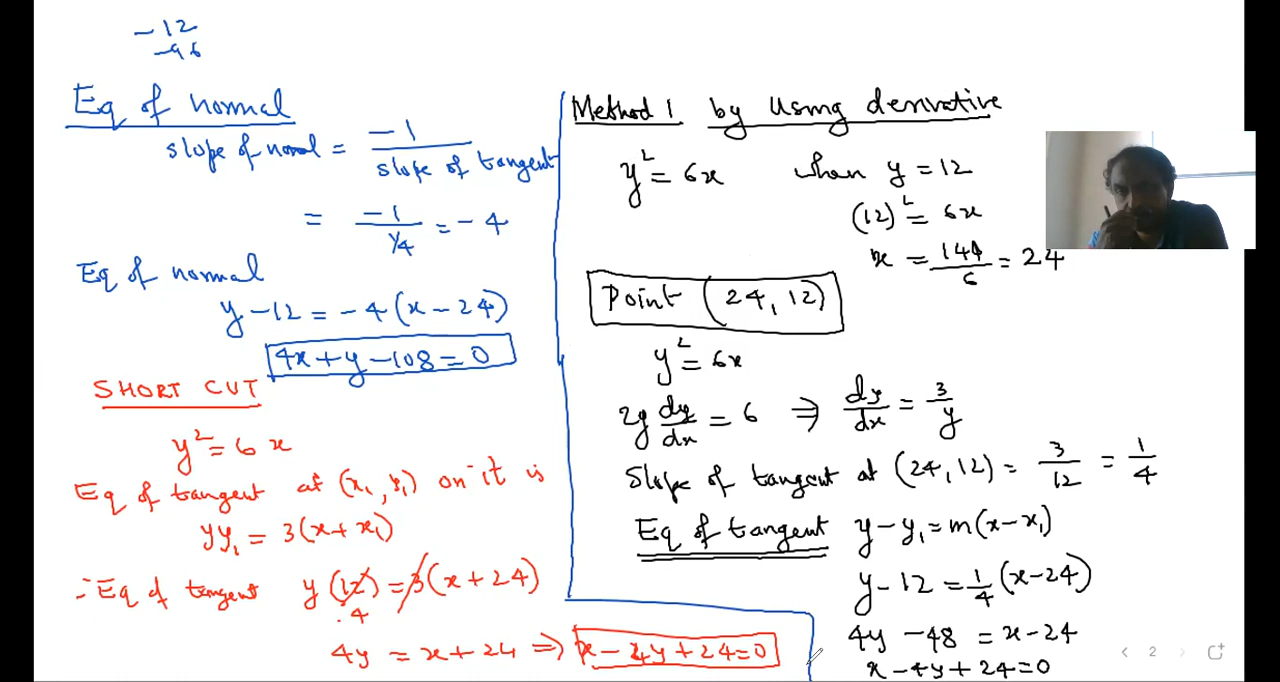 -12
-96
Eq of normal
slope of normal = -1 / slope of tangent
= -1 / ¼ = -4
Eq of normal
y - 12 = -4 (x - 24)
4x + y - 108 = 0
SHORT CUT
y² = 6x
Eq of tangent at (x₁, y₁) on it is
yy₁ = 3(x + x₁)
∴ Eq of tangent y (12) = 3 (x + 24)
4
4y = x + 24 ⇒ x - 4y + 24 = 0
Method 1 by Using derivative
y² = 6x when y = 12
(12)² = 6x
x = 144 / 6 = 24
Point (24, 12)
y² = 6x
2y dy/dx = 6 ⇒ dy/dx = 3/y
Slope of tangent at (24, 12) = 3/12 = 1/4
Eq of tangent y - y₁ = m(x - x₁)
y - 12 = 1/4 (x - 24)
4y - 48 = x - 24
x - 4y + 24 = 0
2